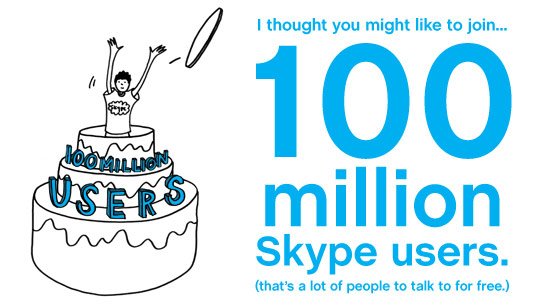 Skype
100 MILLION
USERS
I thought you might like to join...
100
million
Skype users.
(that's a lot of people to talk to for free.)